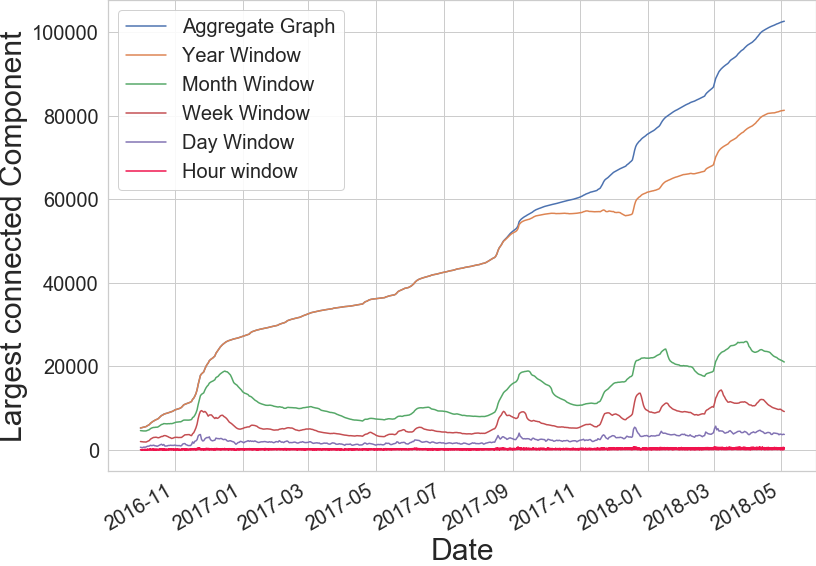 Largest connected Component
100000
80000
60000
40000
20000
0
Aggregate Graph
Year Window
Month Window
Week Window
Day Window
Hour window
2016-11
2017-01
2017-03
2017-05
2017-07
2017-09
2017-11
2018-01
2018-03
2018-05
Date